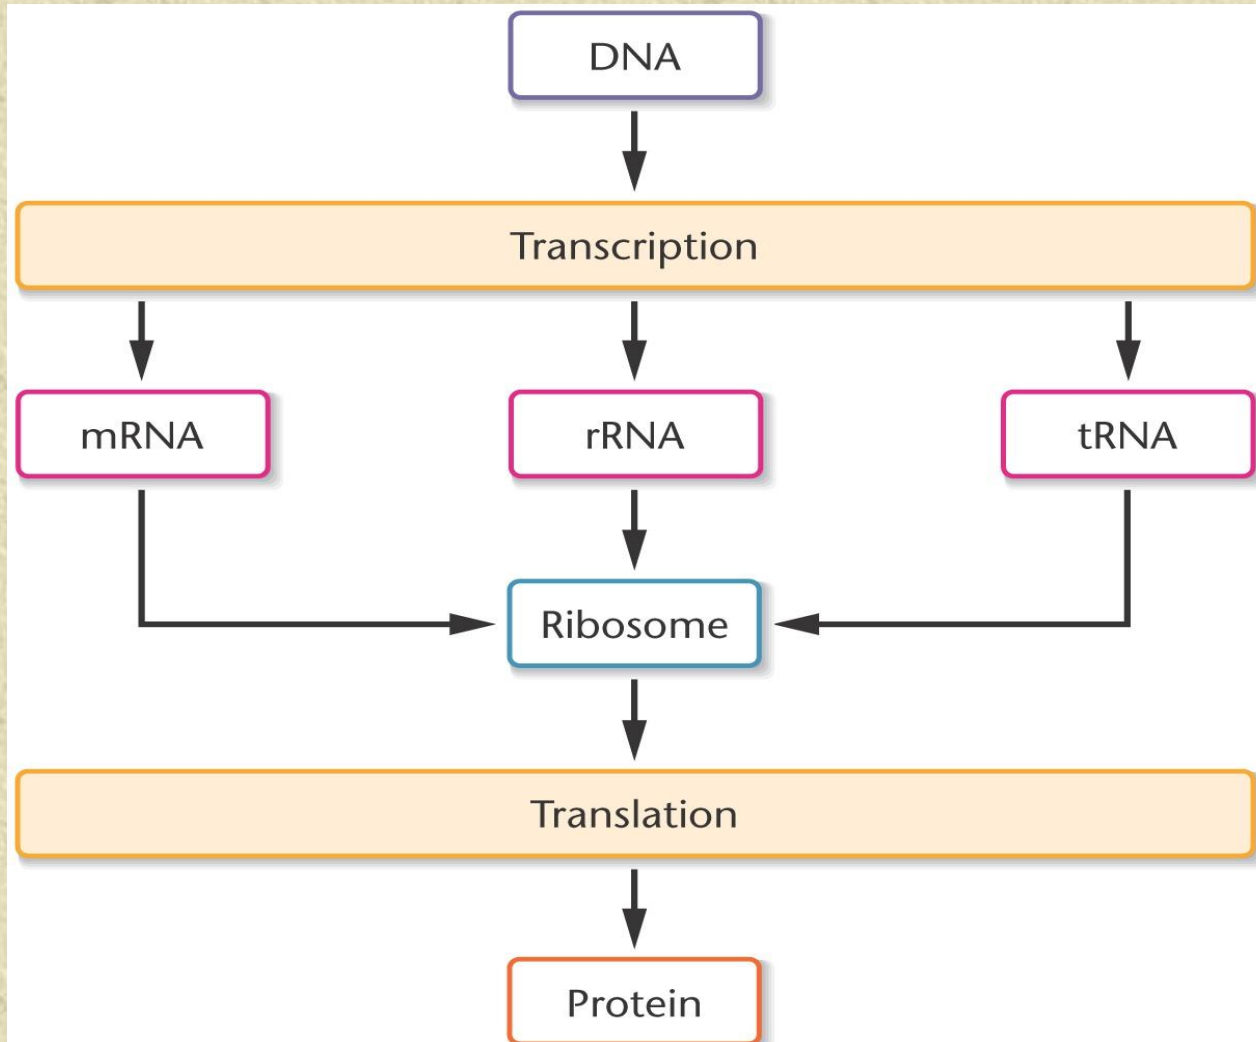 DNA
Transcription
mRNA
rRNA
tRNA
Ribosome
Translation
Protein